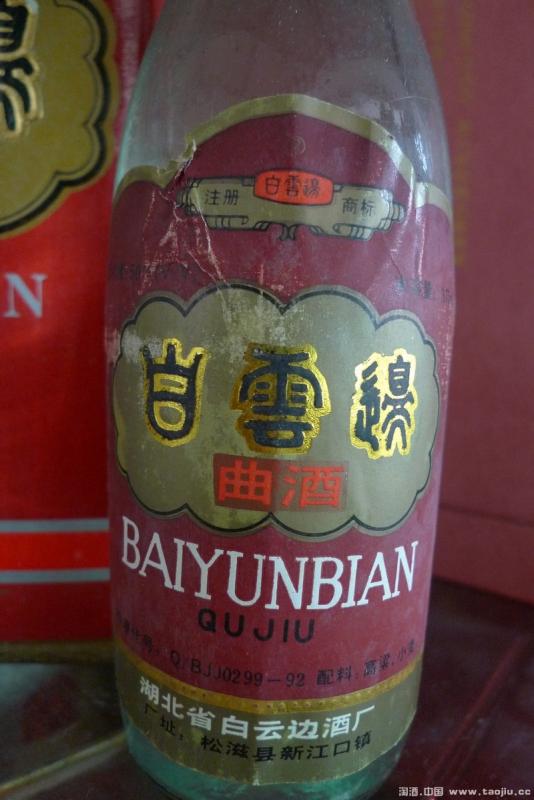 注册 白雲邊 商标
白雲邊
曲酒
BAIYUNBIAN
QUJIU
Q/BJJ0299-92 配料:高粱,小麦
湖北省白云边酒厂
厂址:松滋县新江口镇
N
淘酒.中国 www.taojiu.cc